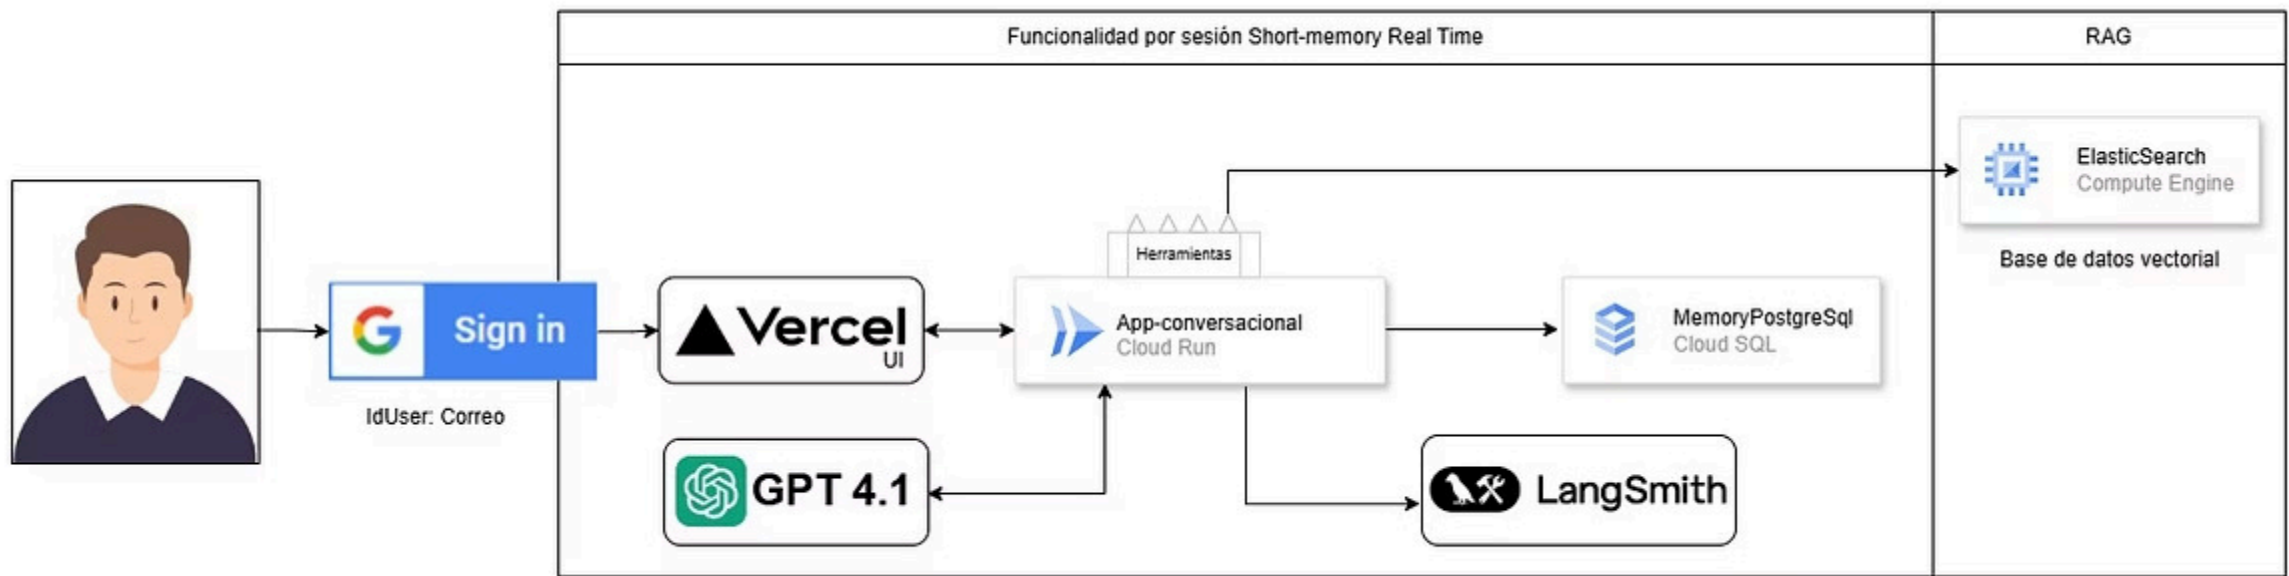 Funcionalidad por sesión Short-memory Real Time
RAG
ElasticSearch
Compute Engine
Base de datos vectorial
Herramientas
G Sign in
IdUser: Correo
Vercel
UI
App-conversacional
Cloud Run
MemoryPostgreSql
Cloud SQL
GPT 4.1
LangSmith